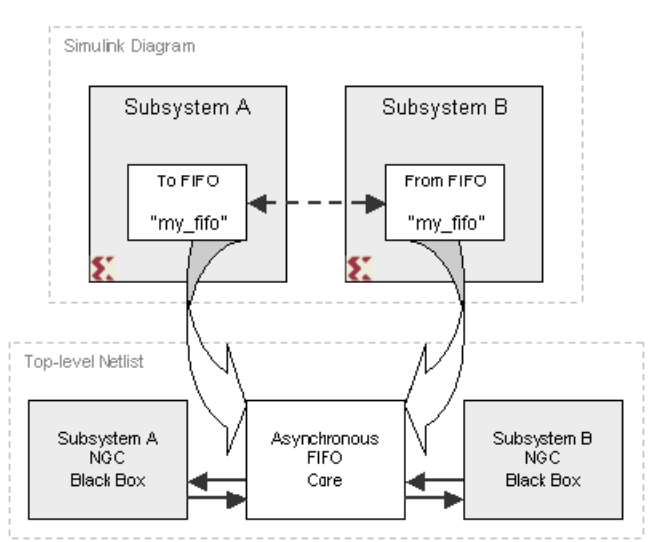 Simulink Diagram
Subsystem A
Subsystem B
To FIFO
"my_fifo"
From FIFO
"my_fifo"
Top-level Netlist
Subsystem A
NGC
Black Box
Asynchronous
FIFO
Core
Subsystem B
NGC
Black Box